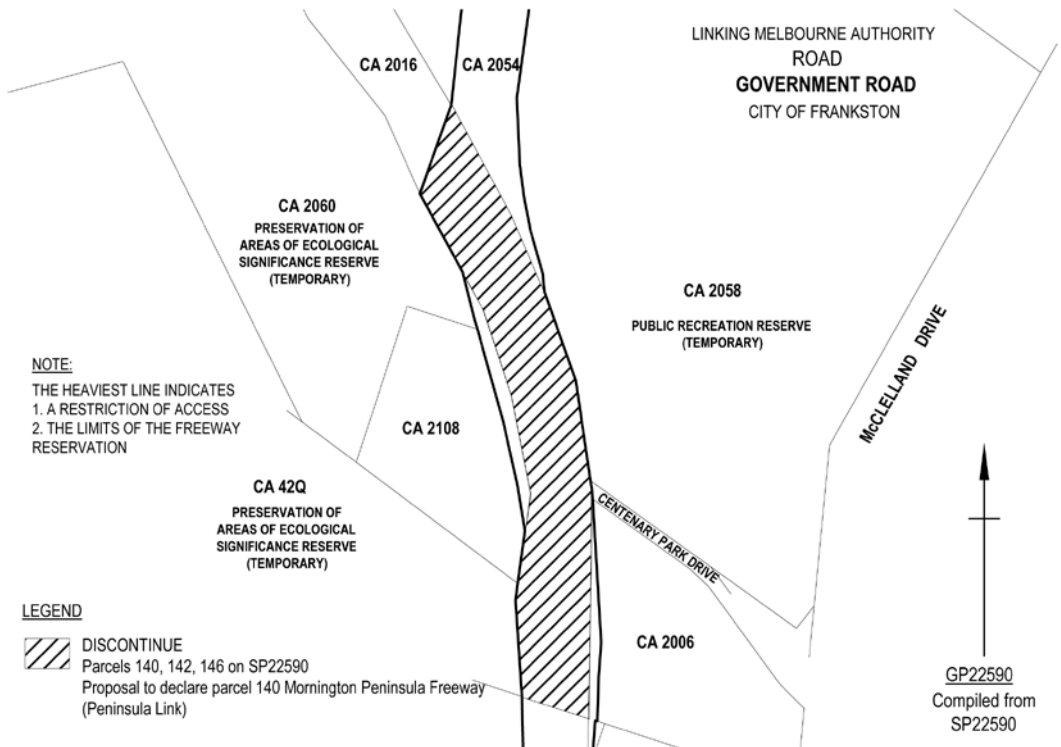 LINKING MELBOURNE AUTHORITY
ROAD
GOVERNMENT ROAD
CITY OF FRANKSTON
CA 2016
CA 2054
CA 2060
PRESERVATION OF
AREAS OF ECOLOGICAL
SIGNIFICANCE RESERVE
(TEMPORARY)
CA 2058
PUBLIC RECREATION RESERVE
(TEMPORARY)
McCLELLAND DRIVE
NOTE:
THE HEAVIEST LINE INDICATES
1. A RESTRICTION OF ACCESS
2. THE LIMITS OF THE FREEWAY
RESERVATION
CA 2108
CA 42Q
PRESERVATION OF
AREAS OF ECOLOGICAL
SIGNIFICANCE RESERVE
(TEMPORARY)
CENTENARY PARK DRIVE
CA 2006
LEGEND
DISCONTINUE
Parcels 140, 142, 146 on SP22590
Proposal to declare parcel 140 Mornington Peninsula Freeway
(Peninsula Link)
GP22590
Compiled from
SP22590